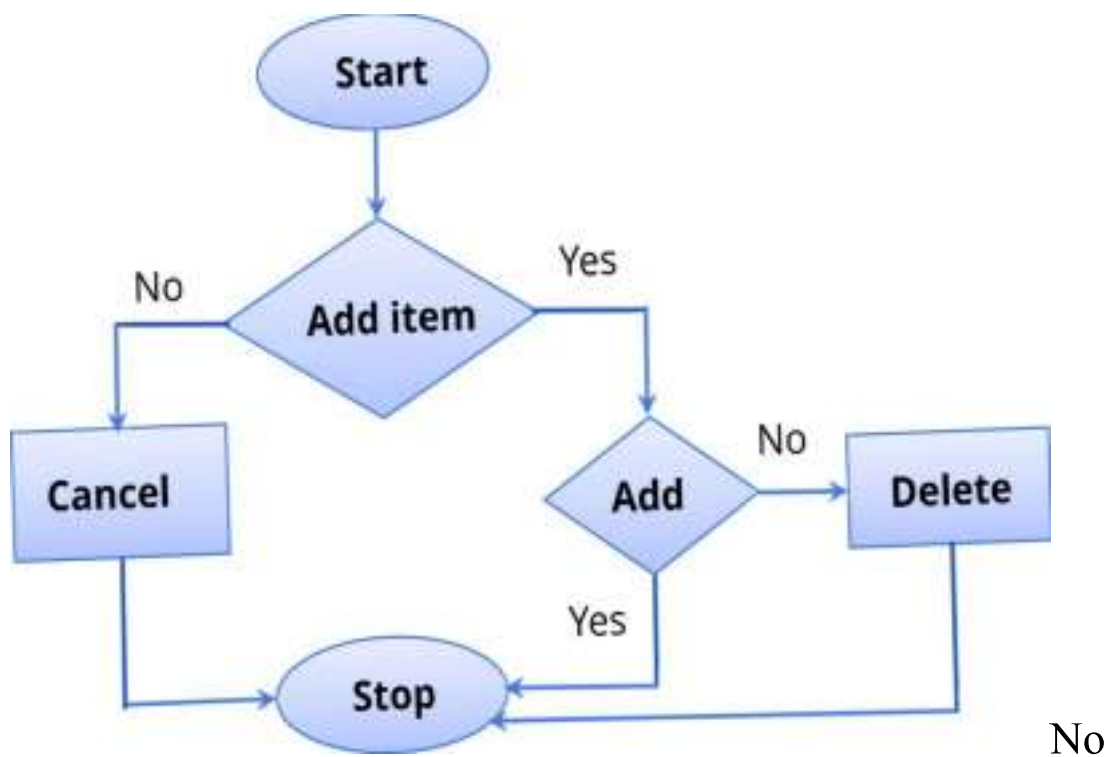 Start
No
Yes
Add item
No
Cancel
Add
Delete
Yes
Stop
No